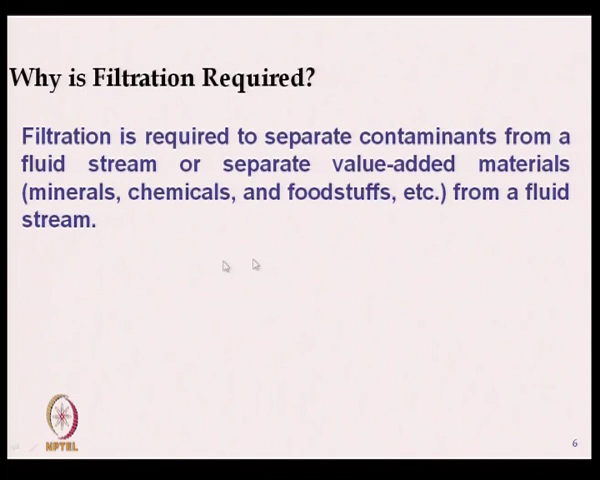 Why is Filtration Required?
Filtration is required to separate contaminants from a
fluid stream or separate value-added materials
(minerals, chemicals, and foodstuffs, etc.) from a fluid
stream.
NPTEL
6